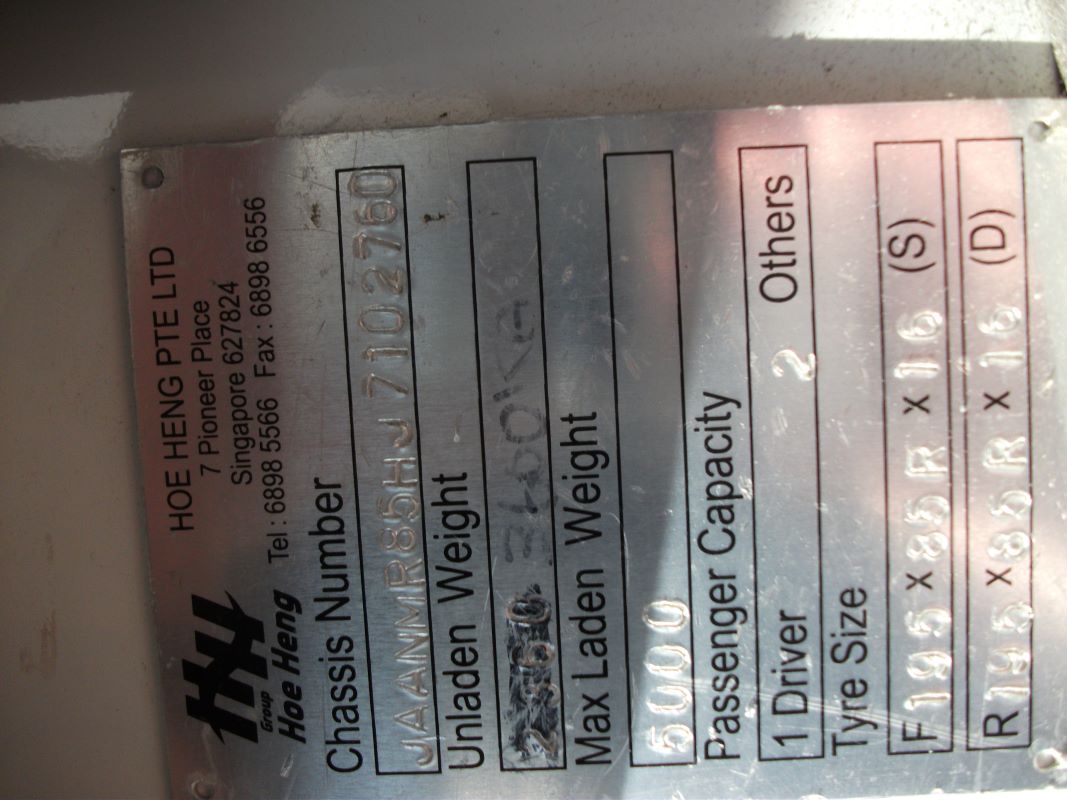 HOE HENG PTE LTD
7 Pioneer Place
Singapore 627824
Tel : 6898 5566 Fax : 6898 6556
Group
Hoe Heng
Chassis Number
JAANMR85HJ7102760
Unladen Weight
Max Laden Weight
5000
Passenger Capacity
1 Driver 2 Others
Tyre Size
F 195 x 85 R x 16 (S)
R 195 x 85 R x 16 (D)